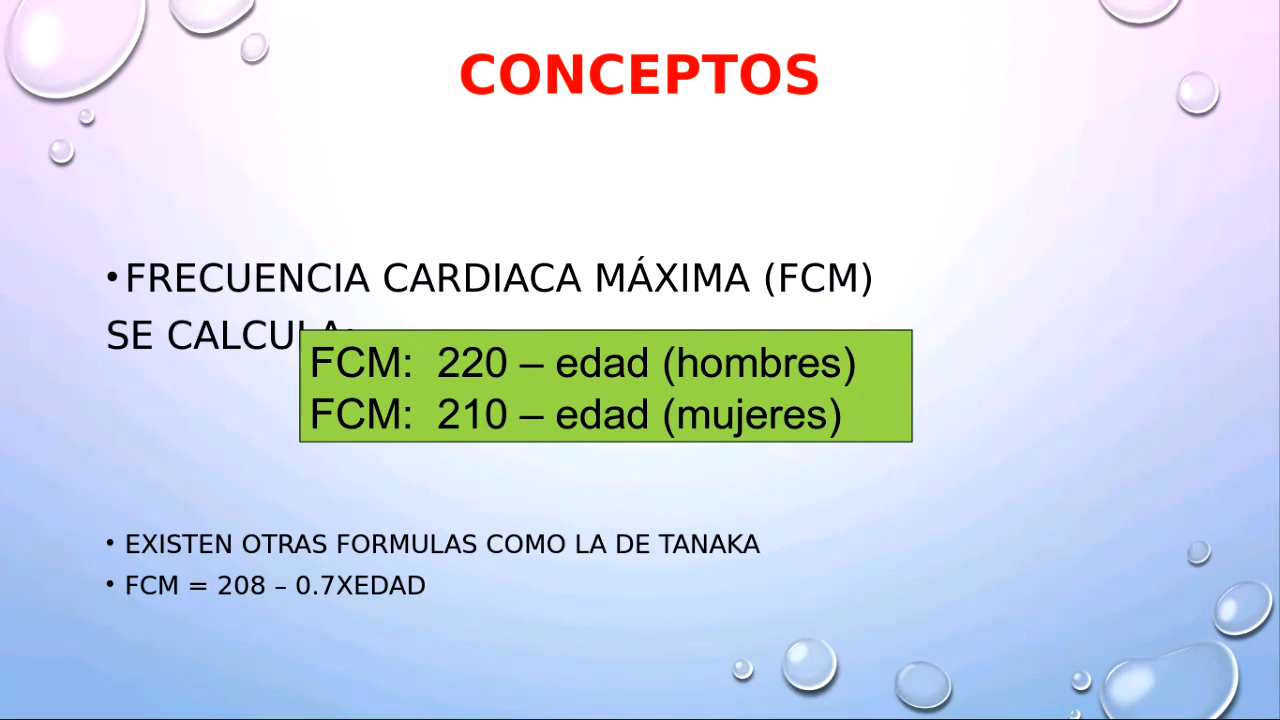 CONCEPTOS
• FRECUENCIA CARDIACA MÁXIMA (FCM)
SE CALCULA:
FCM:  220 – edad (hombres)
FCM:  210 – edad (mujeres)
• EXISTEN OTRAS FORMULAS COMO LA DE TANAKA
• FCM = 208 – 0.7XEDAD